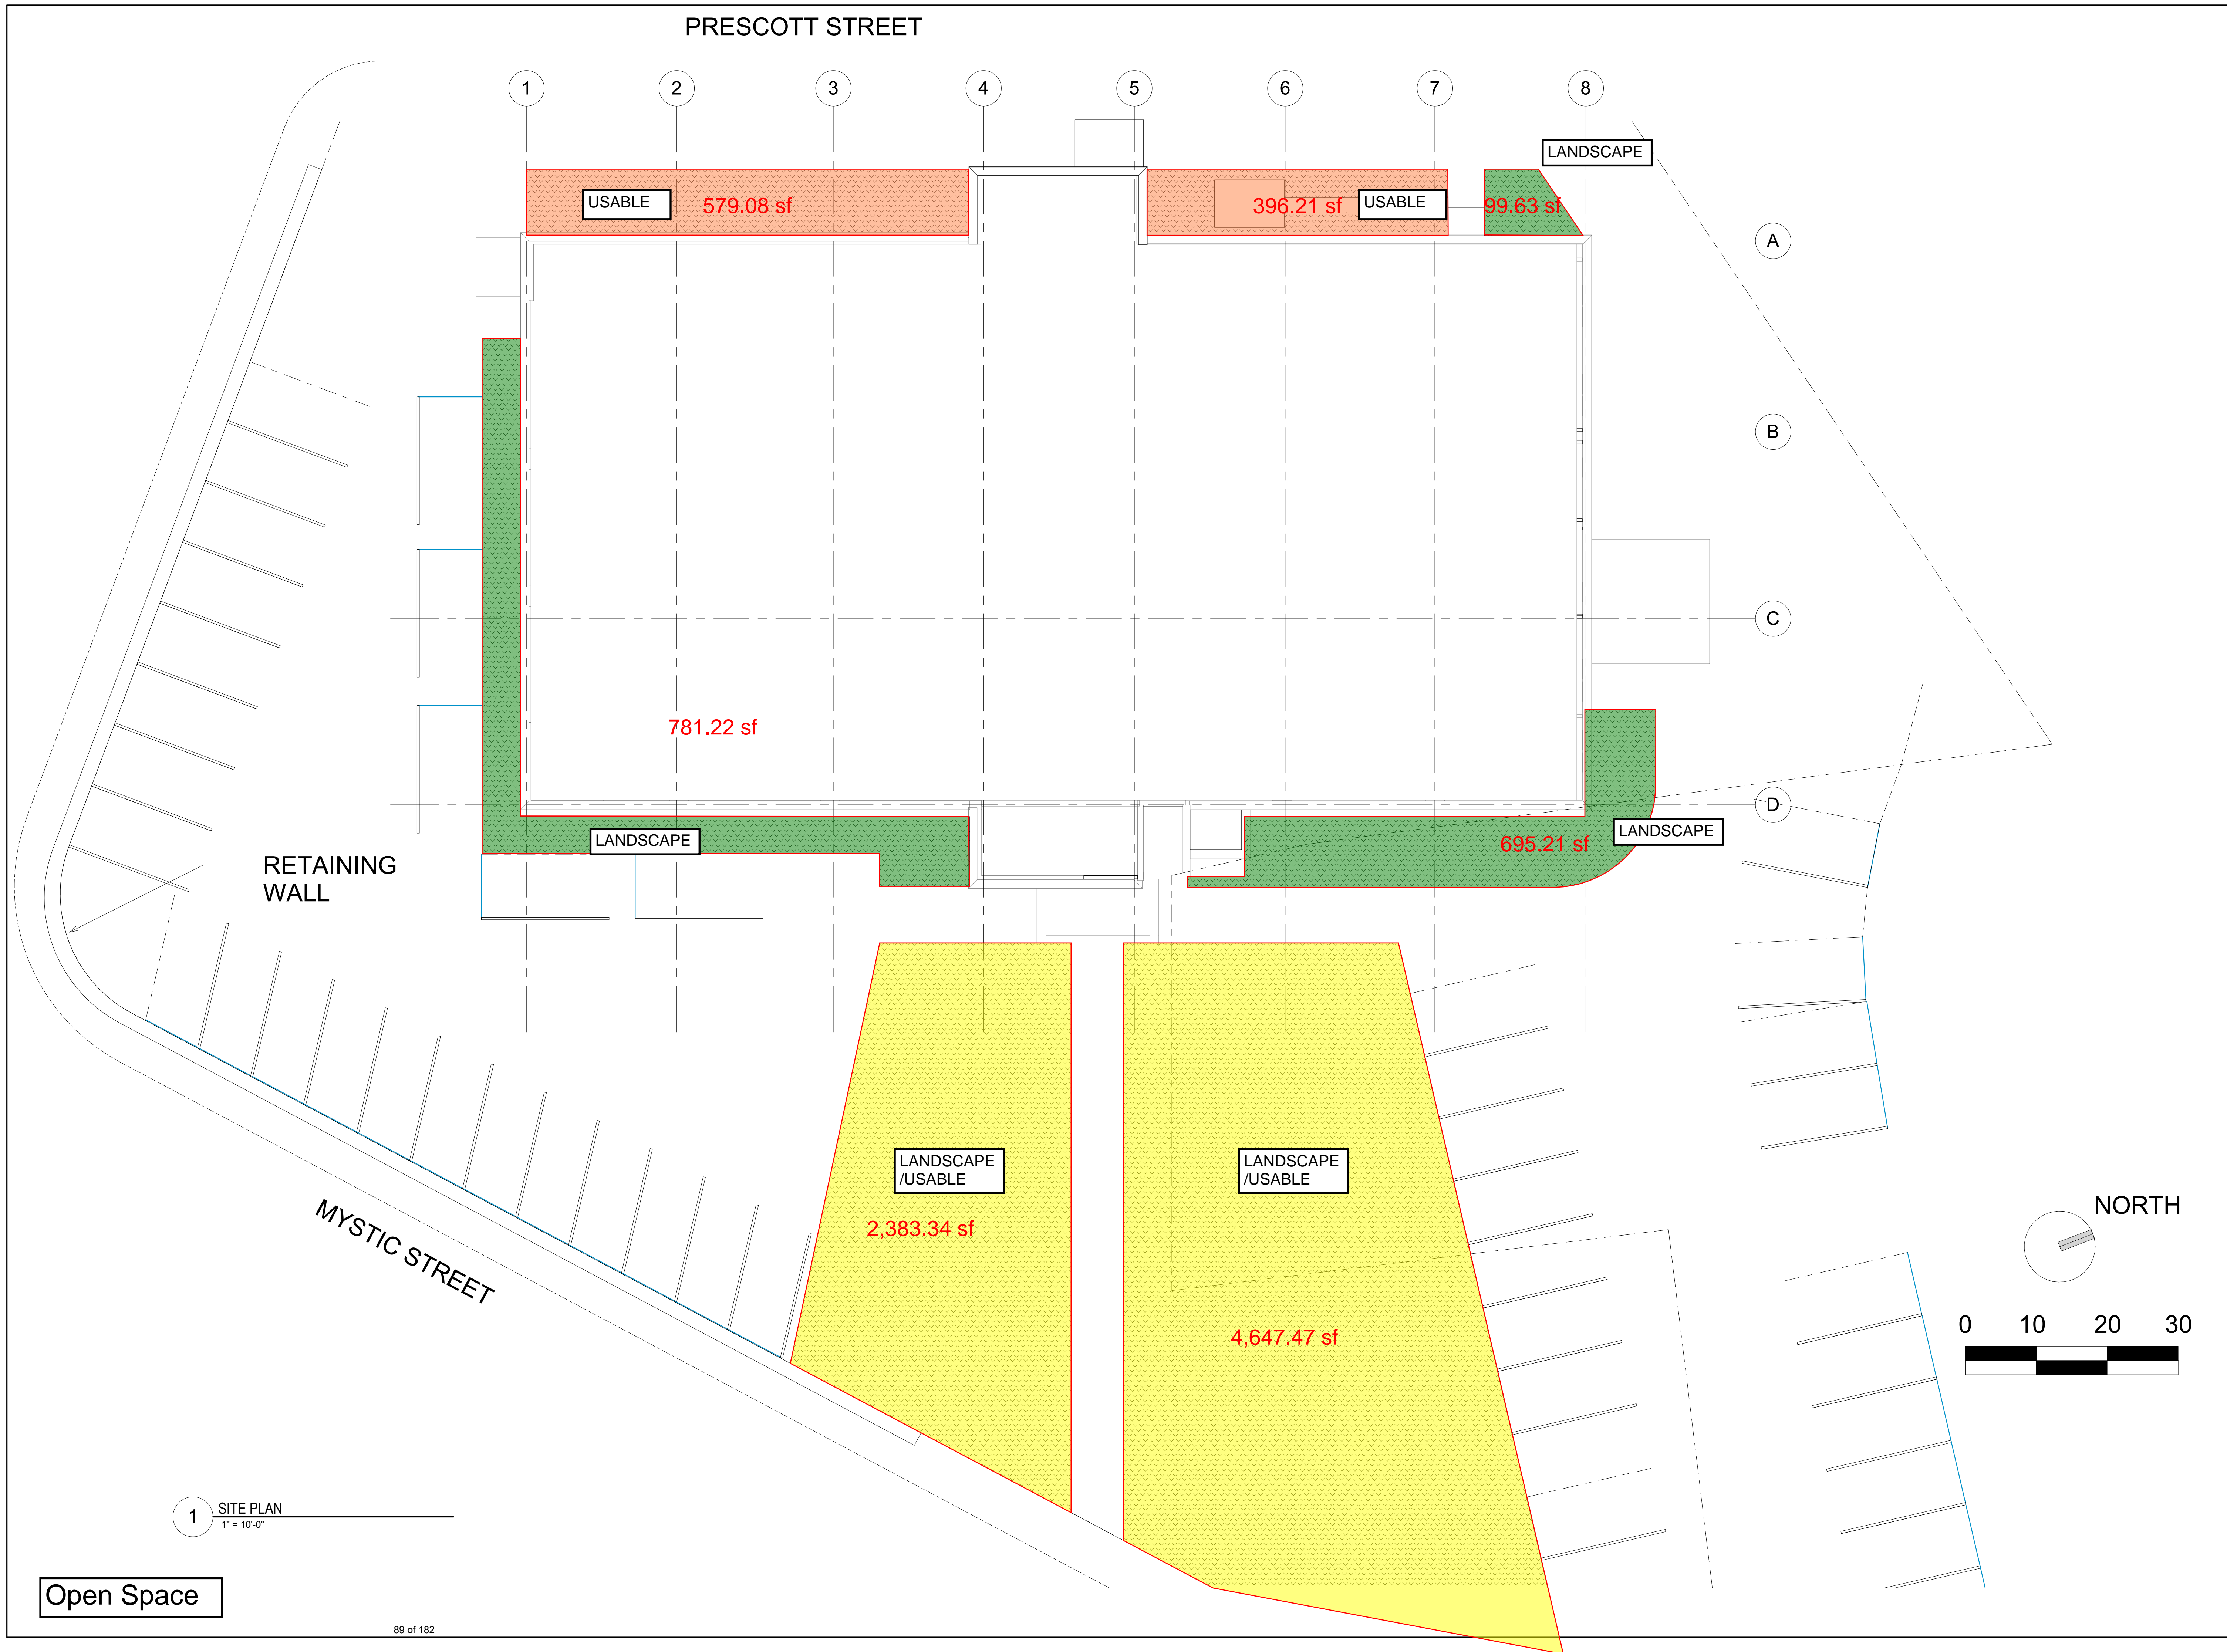 PRESCOTT STREET
1 2 3 4 5 6 7 8
LANDSCAPE
USABLE 579.08 sf 396.21 sf USABLE 99.63 sf
A
B
C
781.22 sf
D
LANDSCAPE
695.21 sf LANDSCAPE
RETAINING
WALL
LANDSCAPE
/USABLE
2,383.34 sf
LANDSCAPE
/USABLE
4,647.47 sf
MYSTIC STREET
NORTH
0 10 20 30
1 SITE PLAN
1" = 10'-0"
Open Space
89 of 182